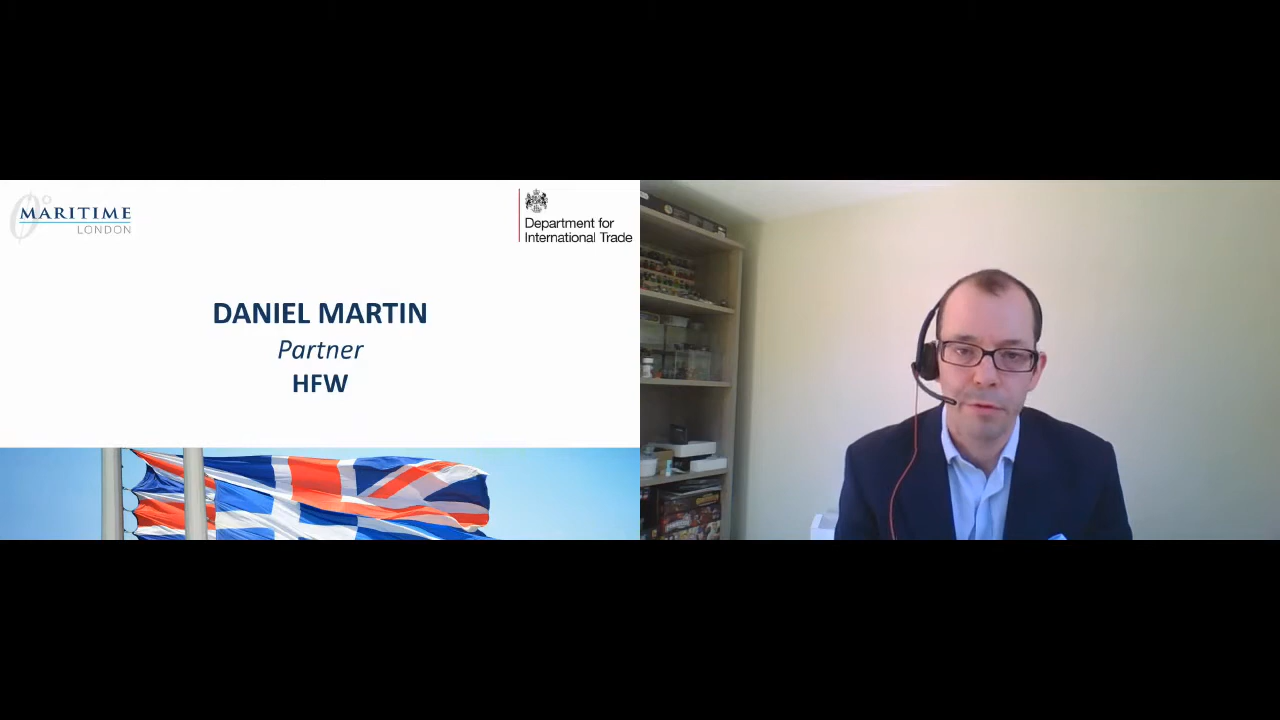 MARITIME
LONDON
Department for
International Trade
DANIEL MARTIN
Partner
HFW